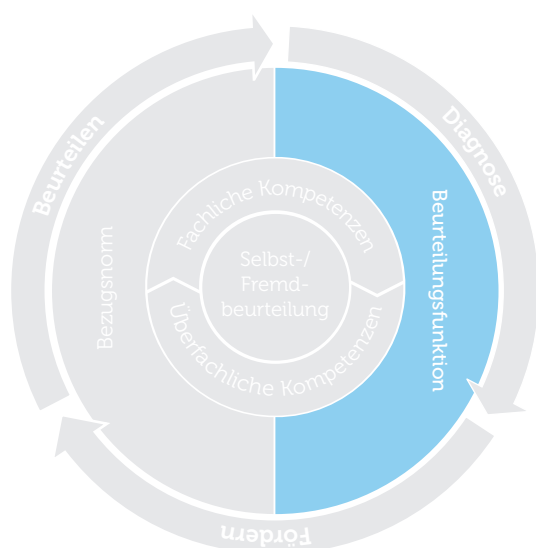 Beurteilen
Diagnose
Fachliche Kompetenzen
Bezugsnorm
Selbst-/
Fremd-
beurteilung
Beurteilungsfunktion
Überfachliche Kompetenzen
Fördern